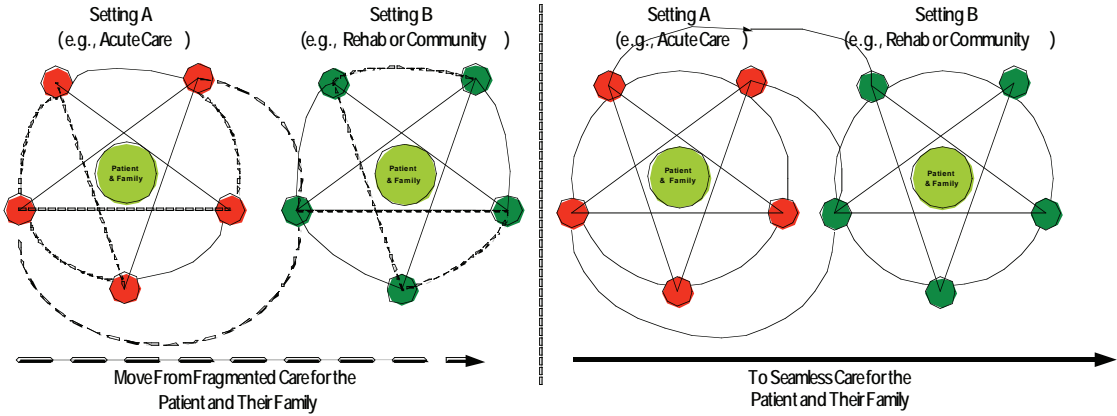 Setting A
(e.g., Acute Care )
Setting B
(e.g., Rehab or Community )
Patient
& Family
Patient
& Family
Move From Fragmented Care for the
Patient and Their Family
Setting A
(e.g., Acute Care )
Setting B
(e.g., Rehab or Community )
Patient
& Family
Patient
& Family
To Seamless Care for the
Patient and Their Family